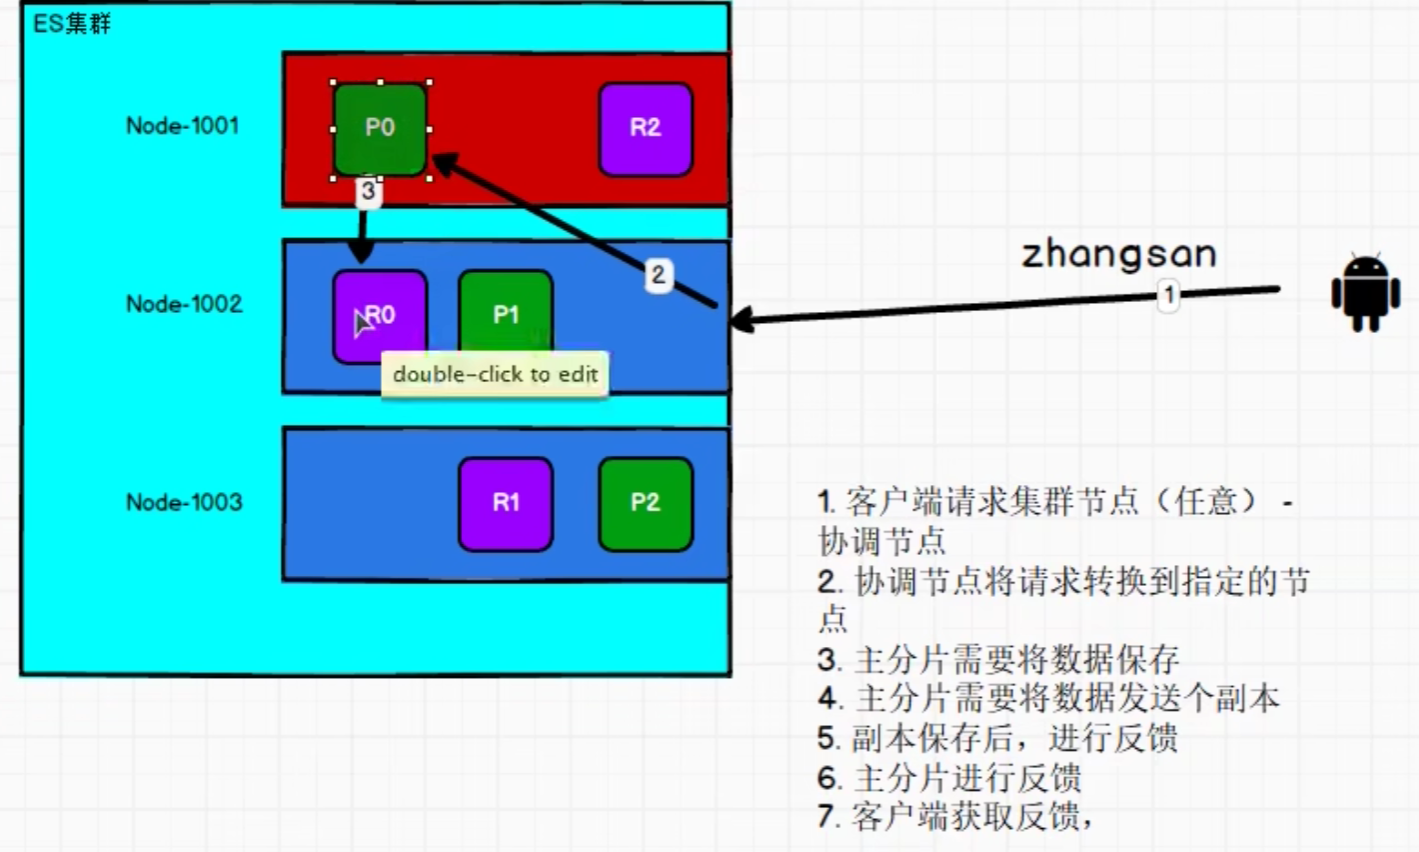 ES集群
Node-1001
P0
R2
3
zhangsan
2
1
Node-1002
R0
P1
double-click to edit
Node-1003
R1
P2
1. 客户端请求集群节点（任意） -
协调节点
2. 协调节点将请求转换到指定的节
点
3. 主分片需要将数据保存
4. 主分片需要将数据发送个副本
5. 副本保存后，进行反馈
6. 主分片进行反馈
7. 客户端获取反馈，